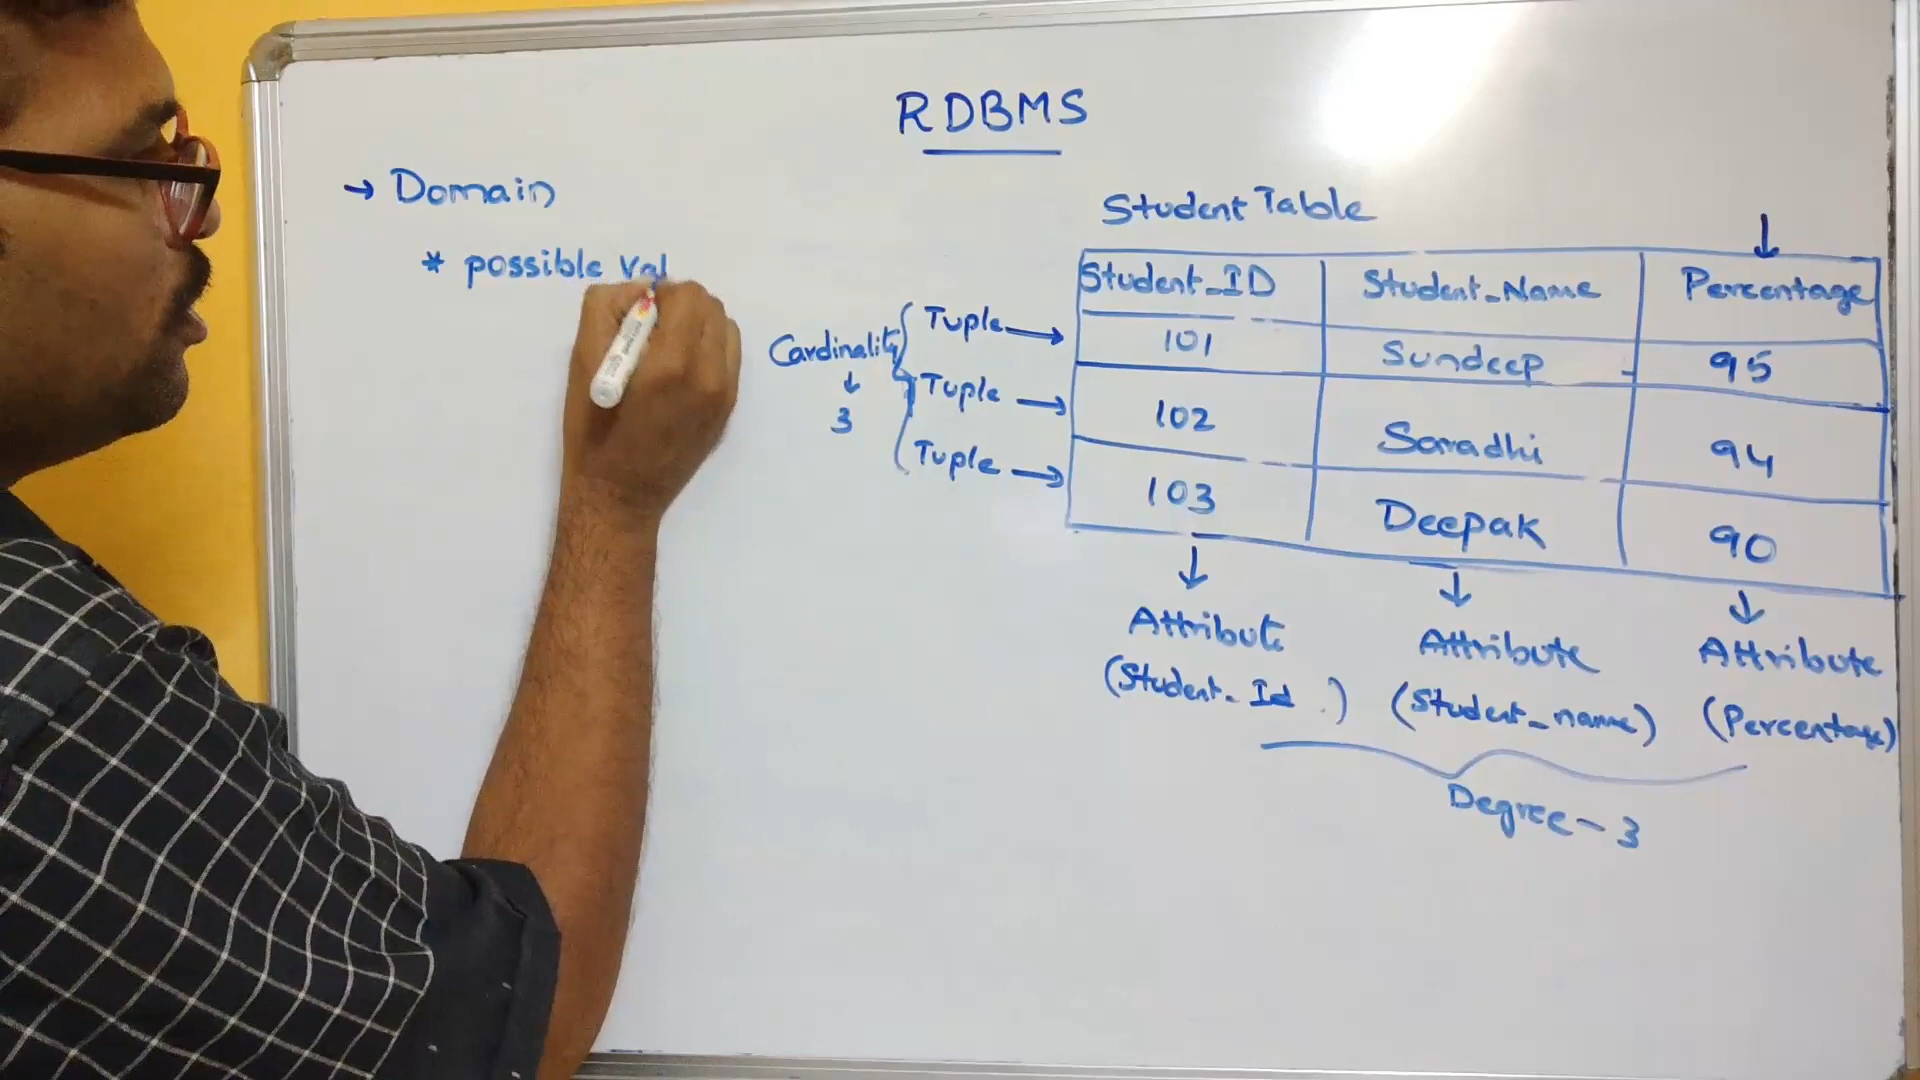 RDBMS
→ Domain
* possible val
Student Table
Student_ID Student_Name Percentage
101 Sundeep 95
102 Saradhi 94
103 Deepak 90
Tuple →
Tuple →
Tuple →
Cardinality
↓
3
Attribute Attribute Attribute
(Student_Id ) (Student_name) (Percentage)
Degree - 3